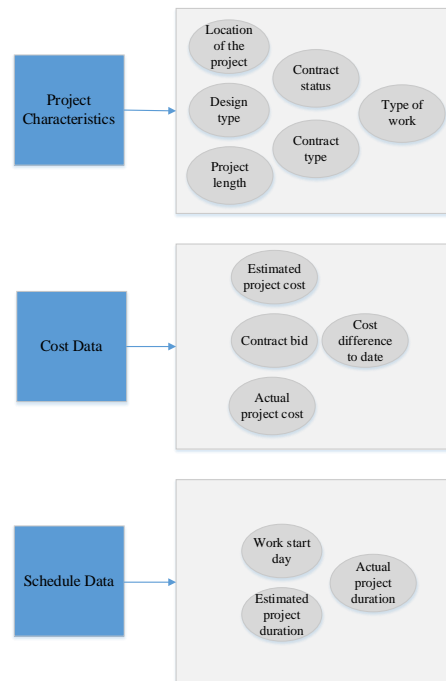 Project
Characteristics
Location
of the
project
Design
type
Project
length
Contract
status
Contract
type
Type of
work
Cost Data
Estimated
project cost
Contract bid
Actual
project cost
Cost
difference
to date
Schedule Data
Work start
day
Estimated
project
duration
Actual
project
duration